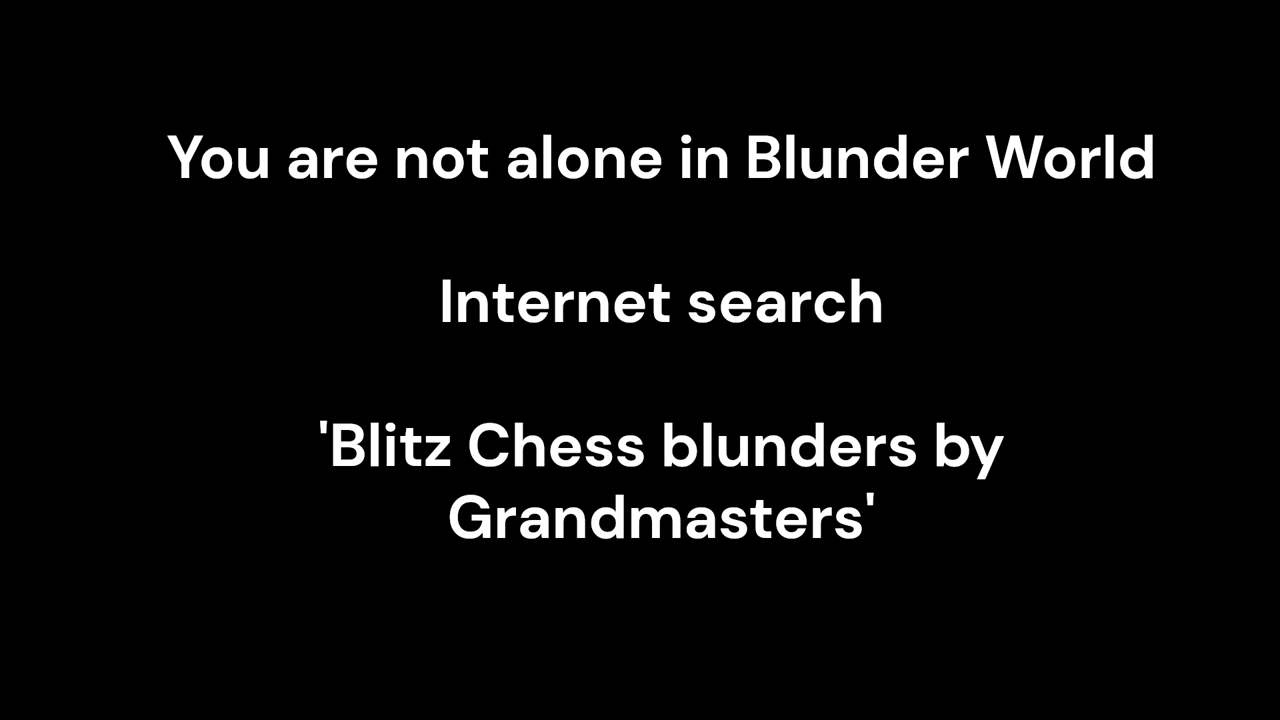 You are not alone in Blunder World
Internet search
'Blitz Chess blunders by
Grandmasters'